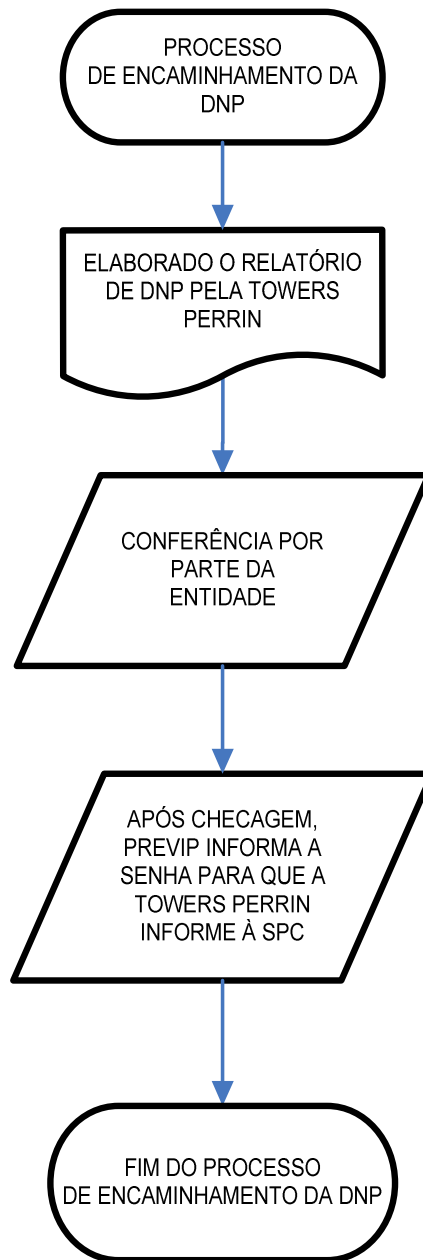 PROCESSO
DE ENCAMINHAMENTO DA
DNP
ELABORADO O RELATÓRIO
DE DNP PELA TOWERS
PERRIN
CONFERÊNCIA POR
PARTE DA
ENTIDADE
APÓS CHECAGEM,
PREVIP INFORMA A
SENHA PARA QUE A
TOWERS PERRIN
INFORME À SPC
FIM DO PROCESSO
DE ENCAMINHAMENTO DA DNP